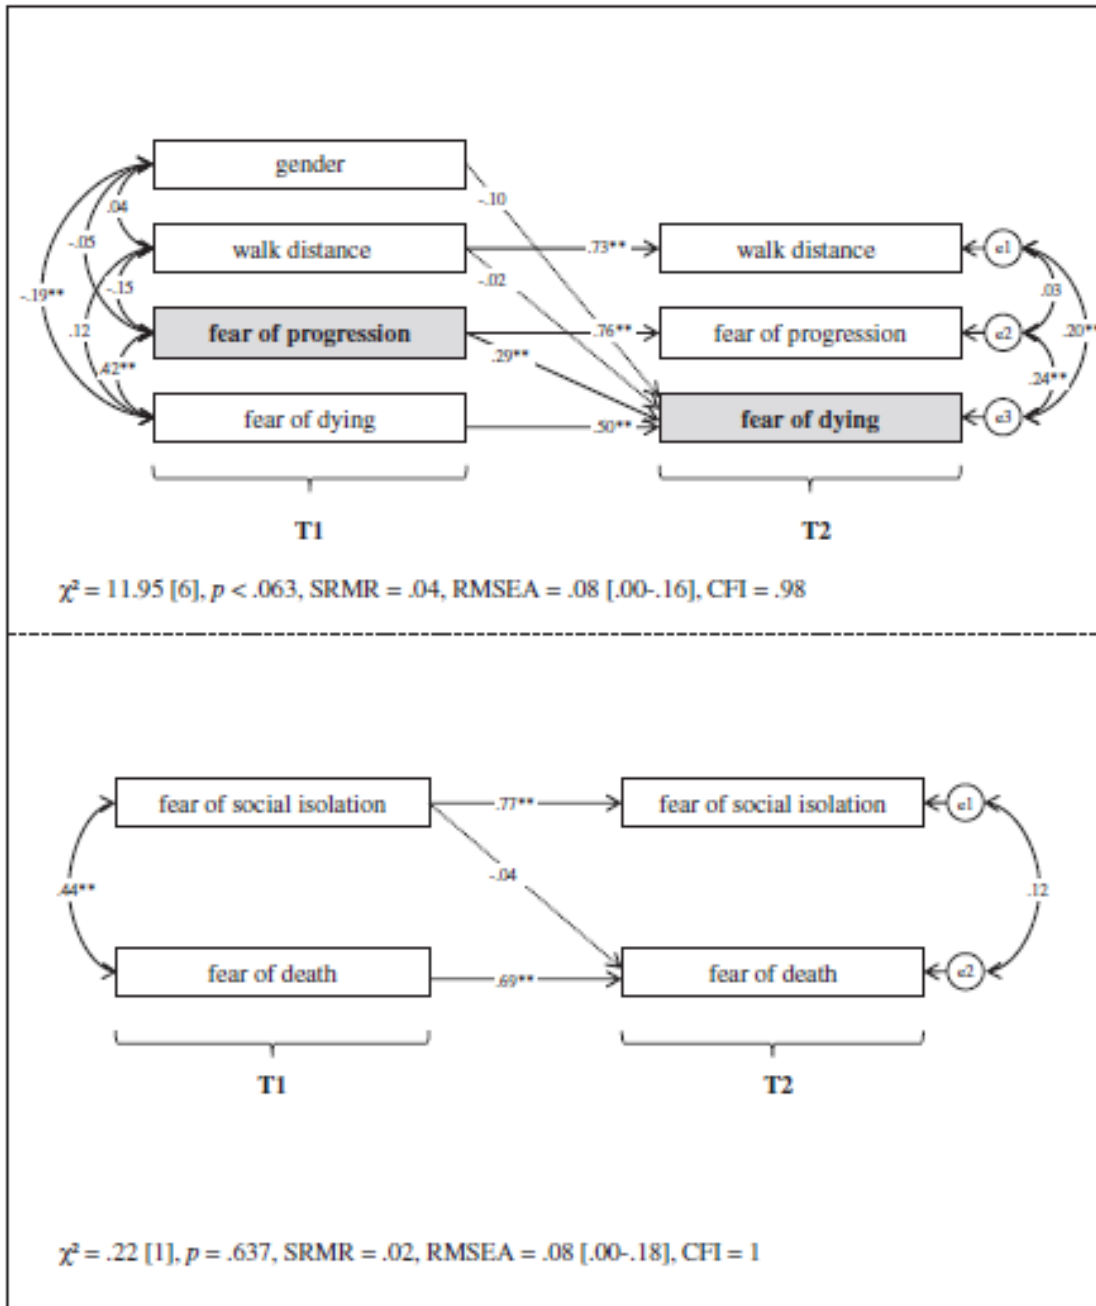 gender
-.10
.04
-.05
walk distance
.73**
walk distance
e1
-.02
.03
-.19**
-.15
.12
fear of progression
.76**
fear of progression
e2
.20**
.29**
.42**
.24**
fear of dying
.50**
fear of dying
e3
T1
T2
χ² = 11.95 [6], p < .063, SRMR = .04, RMSEA = .08 [.00-.16], CFI = .98
fear of social isolation
.77**
fear of social isolation
e1
-.04
.44**
.12
fear of death
.69**
fear of death
e2
T1
T2
χ² = .22 [1], p = .637, SRMR = .02, RMSEA = .08 [.00-.18], CFI = 1